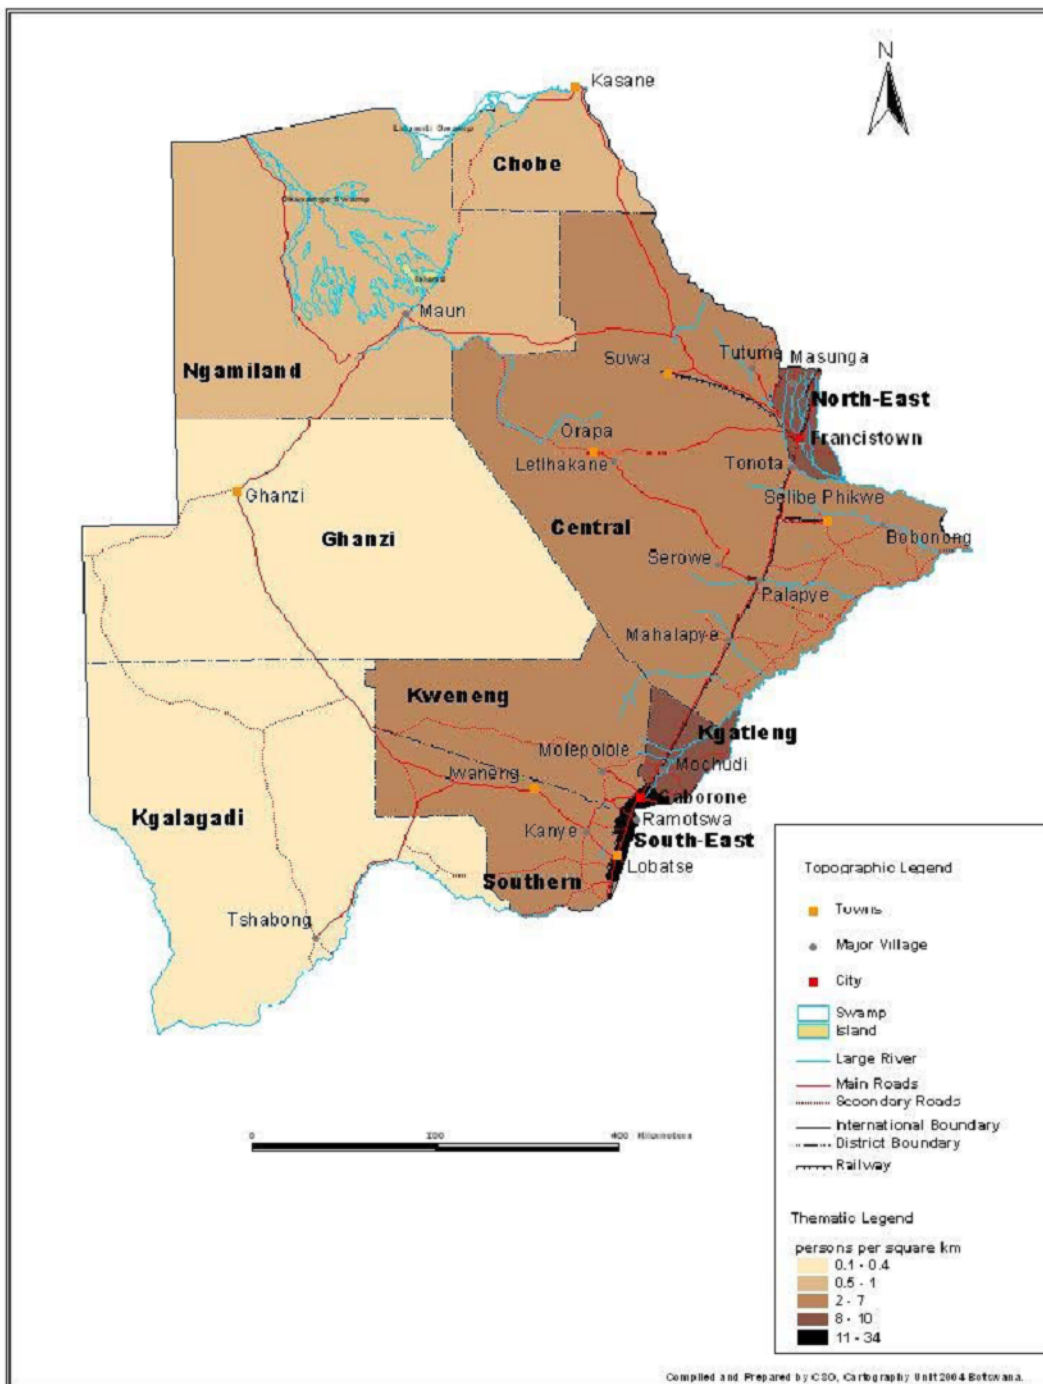 N
Kasane
Chobe
Maun
Ngamiland
Suwa
Tutume
Masunga
North-East
Orapa
Francistown
Letlhakane
Tonota
Ghanzi
Selibe Phikwe
Ghanzi
Central
Bobonong
Serowe
Palapye
Mahalapye
Kweneng
Kgatleng
Molepolole
Mochudi
Jwaneng
Gaborone
Kgalagadi
Ramotswa
Kanye
South-East
Lobatse
Southern
Tshabong
Topographic Legend
Towns
Major Village
City
Swamp
Island
Large River
Main Roads
Secondary Roads
International Boundary
District Boundary
Railway
0 200 400 Kilometers
Thematic Legend
persons per square km
0.1 - 0.4
0.5 - 1
2 - 7
8 - 10
11 - 34
Compiled and Prepared by CSO, Cartography Unit 2004 Botswana.